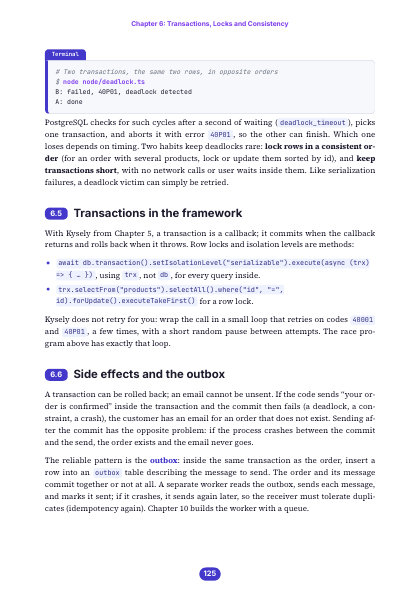 Chapter 6: Transactions, Locks and Consistency
Terminal
# Two transactions, the same two rows, in opposite orders
$ node node/deadlock.ts
B: failed, 40P01, deadlock detected
A: done
PostgreSQL checks for such cycles after a second of waiting (deadlock_timeout), picks
one transaction, and aborts it with error 40P01, so the other can finish. Which one
loses depends on timing. Two habits keep deadlocks rare: lock rows in a consistent or-
der (for an order with several products, lock or update them sorted by id), and keep
transactions short, with no network calls or user waits inside them. Like serialization
failures, a deadlock victim can simply be retried.
6.5 Transactions in the framework
With Kysely from Chapter 5, a transaction is a callback; it commits when the callback
returns and rolls back when it throws. Row locks and isolation levels are methods:
• await db.transaction().setIsolationLevel("serializable").execute(async (trx)
=> { … }), using trx, not db, for every query inside.
• trx.selectFrom("products").selectAll().where("id", "=",
id).forUpdate().executeTakeFirst() for a row lock.
Kysely does not retry for you: wrap the call in a small loop that retries on codes 40001
and 40P01, a few times, with a short random pause between attempts. The race pro-
gram above has exactly that loop.
6.6 Side effects and the outbox
A transaction can be rolled back; an email cannot be unsent. If the code sends “your or-
der is confirmed” inside the transaction and the commit then fails (a deadlock, a con-
straint, a crash), the customer has an email for an order that does not exist. Sending af-
ter the commit has the opposite problem: if the process crashes between the commit
and the send, the order exists and the email never goes.
The reliable pattern is the outbox: inside the same transaction as the order, insert a
row into an outbox table describing the message to send. The order and its message
commit together or not at all. A separate worker reads the outbox, sends each message,
and marks it sent; if it crashes, it sends again later, so the receiver must tolerate dupli-
cates (idempotency again). Chapter 10 builds the worker with a queue.
125